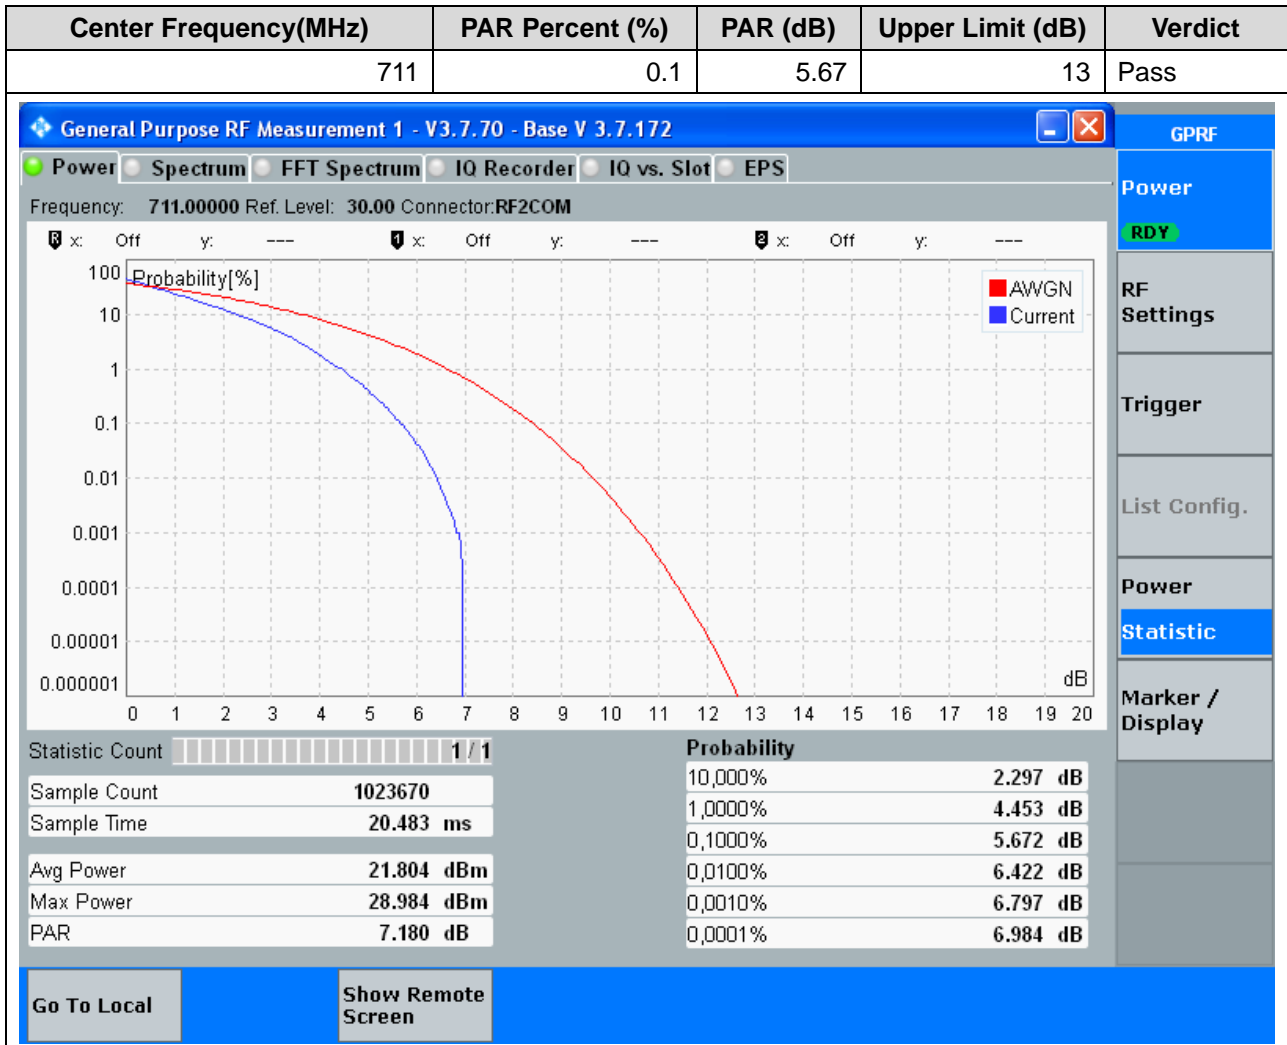 Center Frequency(MHz) PAR Percent (%) PAR (dB) Upper Limit (dB) Verdict
711 0.1 5.67 13 Pass
General Purpose RF Measurement 1 - V3.7.70 - Base V 3.7.172
GPRF
Power Spectrum FFT Spectrum IQ Recorder IQ vs. Slot EPS
Power
RDY
Frequency: 711.00000 Ref. Level: 30.00 Connector:RF2COM
R x: Off y: --- 1 x: Off y: --- 2 x: Off y: ---
Probability[%]
AWGN
Current
100
10
1
0.1
0.01
0.001
0.0001
0.00001
0.000001
dB
0 1 2 3 4 5 6 7 8 9 10 11 12 13 14 15 16 17 18 19 20
RF
Settings
Trigger
List Config.
Power
Statistic
Marker /
Display
Statistic Count 1 / 1
Sample Count 1023670
Sample Time 20.483 ms
Avg Power 21.804 dBm
Max Power 28.984 dBm
PAR 7.180 dB
Probability
10,000% 2.297 dB
1,0000% 4.453 dB
0,1000% 5.672 dB
0,0100% 6.422 dB
0,0010% 6.797 dB
0,0001% 6.984 dB
Go To Local
Show Remote
Screen